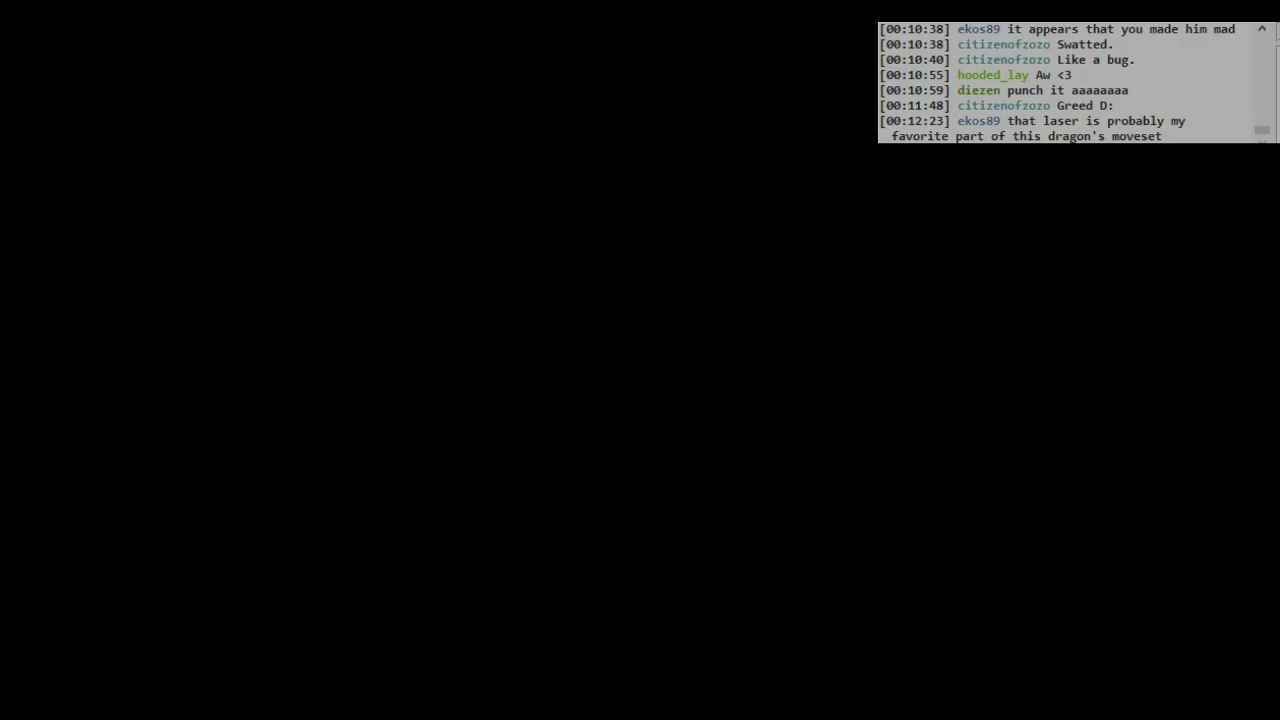 [00:10:38] ekos89 it appears that you made him mad
[00:10:38] citizenofzozo Swatted.
[00:10:40] citizenofzozo Like a bug.
[00:10:55] hooded_lay Aw <3
[00:10:59] diezen punch it aaaaaaaa
[00:11:48] citizenofzozo Greed D:
[00:12:23] ekos89 that laser is probably my
favorite part of this dragon's moveset